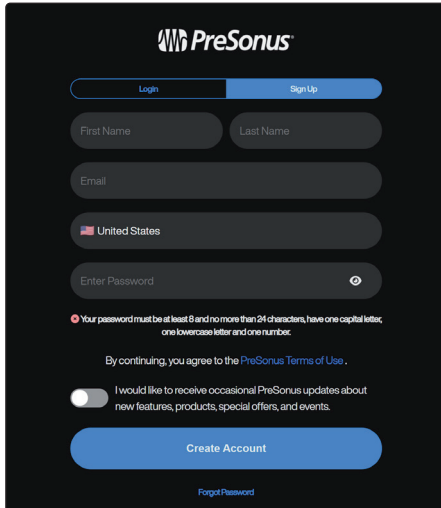 PreSonus
Login
Sign Up
First Name
Last Name
Email
United States
Enter Password
Your password must be at least 8 and no more than 24 characters, have one capital letter,
one lowercase letter and one number.
By continuing, you agree to the PreSonus Terms of Use .
I would like to receive occasional PreSonus updates about
new features, products, special offers, and events.
Create Account
Forgot Password